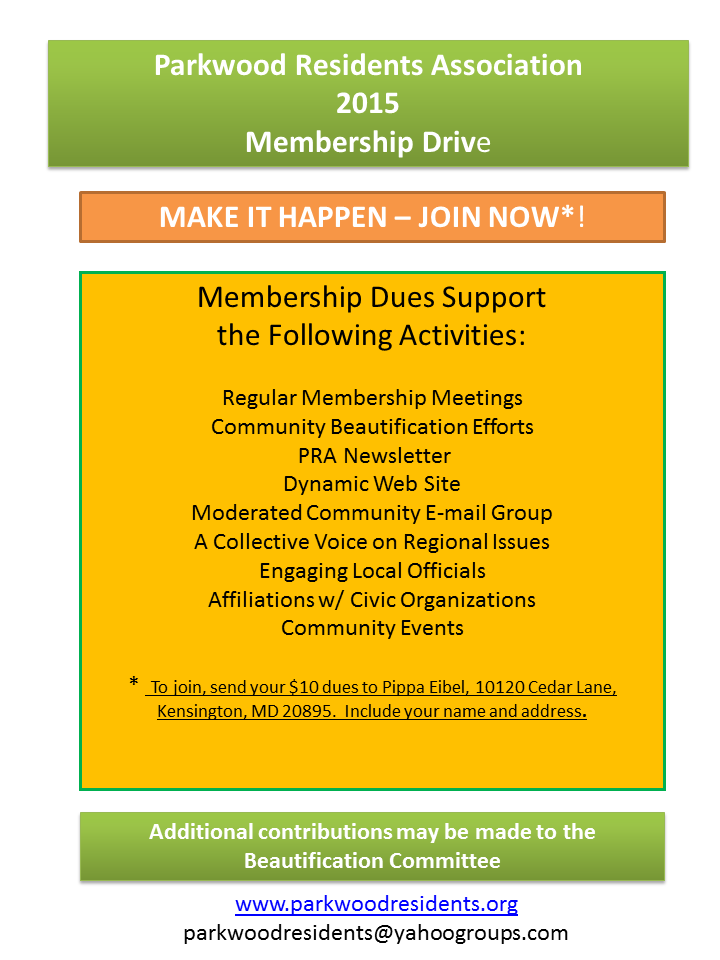 Parkwood Residents Association
2015
Membership Drive
MAKE IT HAPPEN – JOIN NOW*!
Membership Dues Support
the Following Activities:
Regular Membership Meetings
Community Beautification Efforts
PRA Newsletter
Dynamic Web Site
Moderated Community E-mail Group
A Collective Voice on Regional Issues
Engaging Local Officials
Affiliations w/ Civic Organizations
Community Events
* To join, send your $10 dues to Pippa Eibel, 10120 Cedar Lane,
Kensington, MD 20895. Include your name and address.
Additional contributions may be made to the
Beautification Committee
www.parkwoodresidents.org
parkwoodresidents@yahoogroups.com